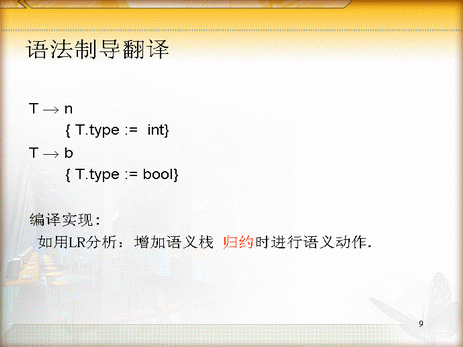 语法制导翻译
T → n
{ T.type := int}
T → b
{ T.type := bool}
编译实现:
如用LR分析: 增加语义栈 归约时进行语义动作.
9